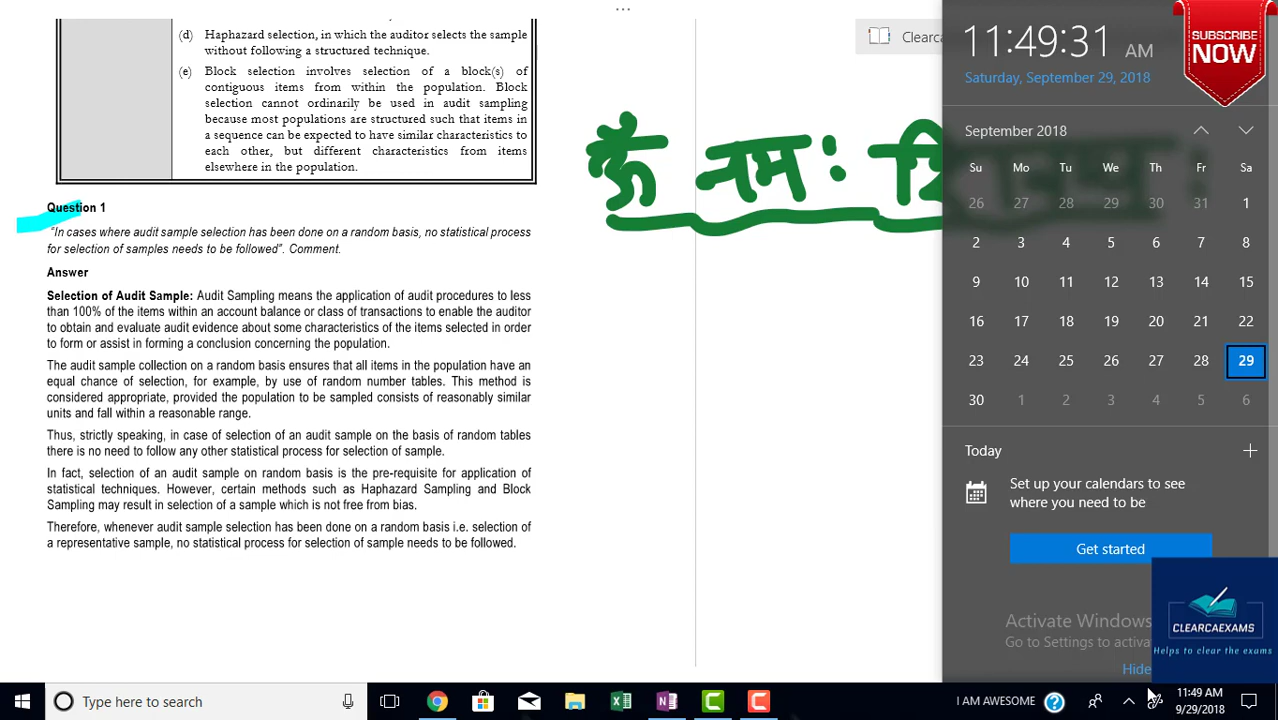 (d) Haphazard selection, in which the auditor selects the sample
without following a structured technique.
(e) Block selection involves selection of a block(s) of
contiguous items from within the population. Block
selection cannot ordinarily be used in audit sampling
because most populations are structured such that items in
a sequence can be expected to have similar characteristics to
each other, but different characteristics from items
elsewhere in the population.
Question 1
“In cases where audit sample selection has been done on a random basis, no statistical process
for selection of samples needs to be followed”. Comment.
Answer
Selection of Audit Sample: Audit Sampling means the application of audit procedures to less
than 100% of the items within an account balance or class of transactions to enable the auditor
to obtain and evaluate audit evidence about some characteristics of the items selected in order
to form or assist in forming a conclusion concerning the population.
The audit sample collection on a random basis ensures that all items in the population have an
equal chance of selection, for example, by use of random number tables. This method is
considered appropriate, provided the population to be sampled consists of reasonably similar
units and fall within a reasonable range.
Thus, strictly speaking, in case of selection of an audit sample on the basis of random tables
there is no need to follow any other statistical process for selection of sample.
In fact, selection of an audit sample on random basis is the pre-requisite for application of
statistical techniques. However, certain methods such as Haphazard Sampling and Block
Sampling may result in selection of a sample which is not free from bias.
Therefore, whenever audit sample selection has been done on a random basis i.e. selection of
a representative sample, no statistical process for selection of sample needs to be followed.
नमः
Clearca
11:49:31 AM
Saturday, September 29, 2018
SUBSCRIBE
NOW
September 2018
Su Mo Tu We Th Fr Sa
26 27 28 29 30 31 1
2 3 4 5 6 7 8
9 10 11 12 13 14 15
16 17 18 19 20 21 22
23 24 25 26 27 28 29
30 1 2 3 4 5 6
Today
Set up your calendars to see
where you need to be
Get started
Activate Windows
Go to Settings to activa
Hide
CLEARCAEXAMS
Helps to clear the exams
Type here to search
I AM AWESOME
11:49 AM
9/29/2018